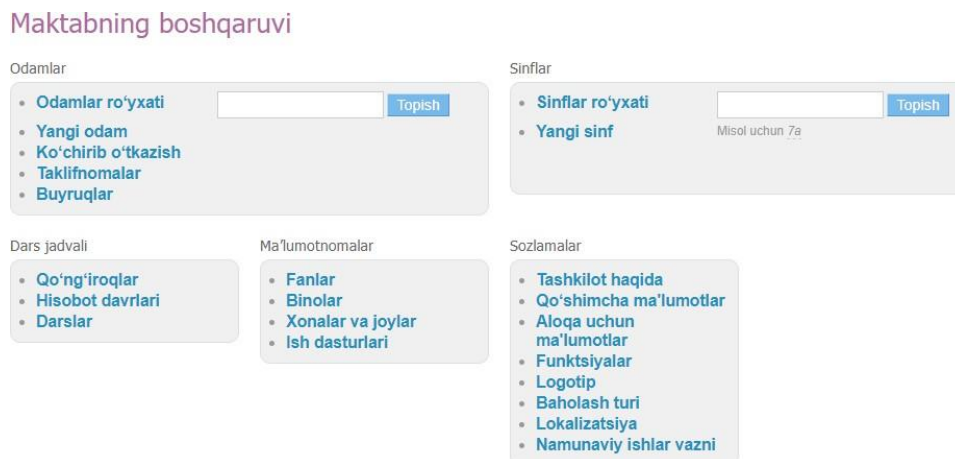 Maktabning boshqaruvi
Odamlar
Odamlar ro‘yxati
Topish
Yangi odam
Ko‘chirib o‘tkazish
Taklifnomalar
Buyruqlar
Sinflar
Sinflar ro‘yxati
Topish
Yangi sinf
Misol uchun 7a
Dars jadvali
Qo‘ng‘iroqlar
Hisobot davrlari
Darslar
Ma'lumotnomalar
Fanlar
Binolar
Xonalar va joylar
Ish dasturlari
Sozlamalar
Tashkilot haqida
Qo‘shimcha ma'lumotlar
Aloqa uchun
ma'lumotlar
Funktsiyalar
Logotip
Baholash turi
Lokalizatsiya
Namunaviy ishlar vazni